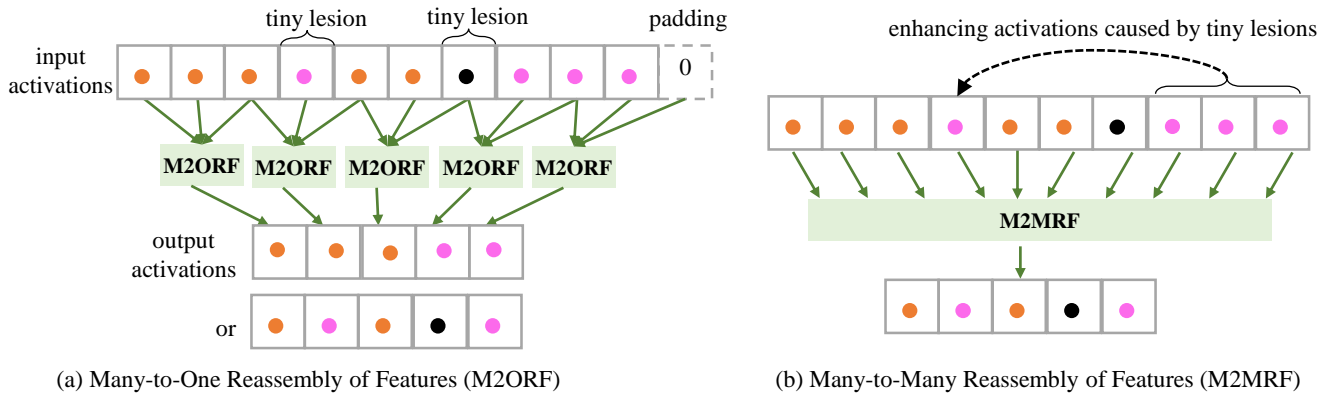 tiny lesion
tiny lesion
padding
input
activations
0
M2ORF M2ORF M2ORF M2ORF M2ORF
output
activations
or
(a) Many-to-One Reassembly of Features (M2ORF)
enhancing activations caused by tiny lesions
M2MRF
(b) Many-to-Many Reassembly of Features (M2MRF)